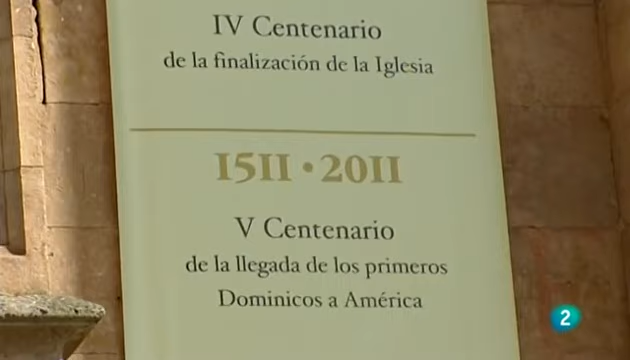 IV Centenario
de la finalización de la Iglesia
1511 · 2011
V Centenario
de la llegada de los primeros
Dominicos a América
2